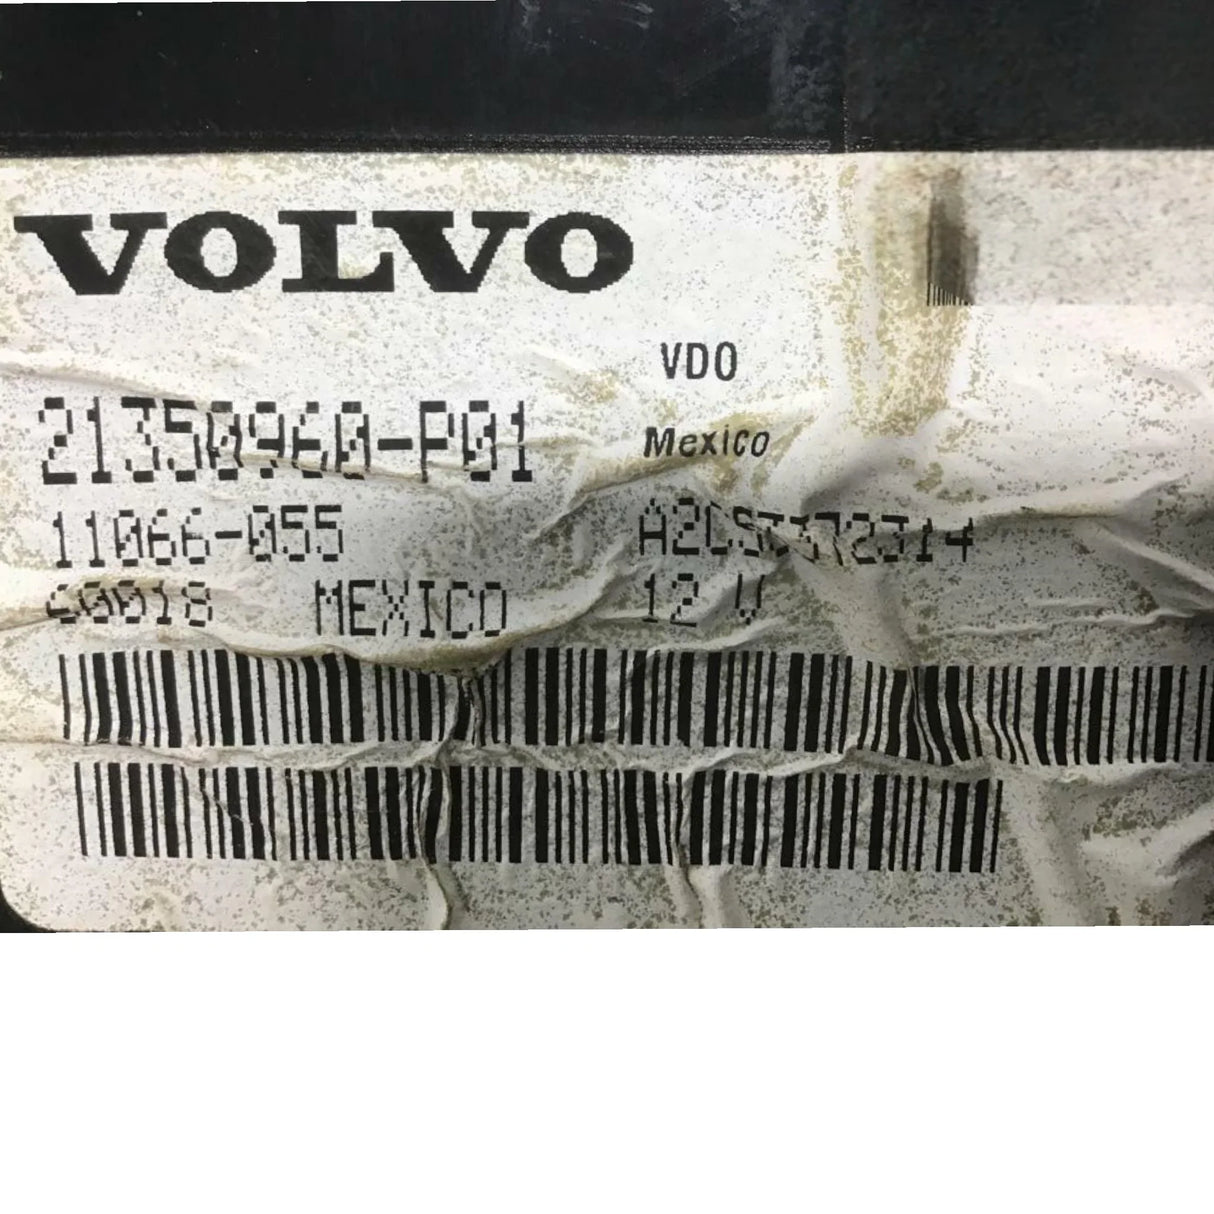 VOLVO
VDO
21350960-P01
Mexico
11066-055
MEXICO
12 V